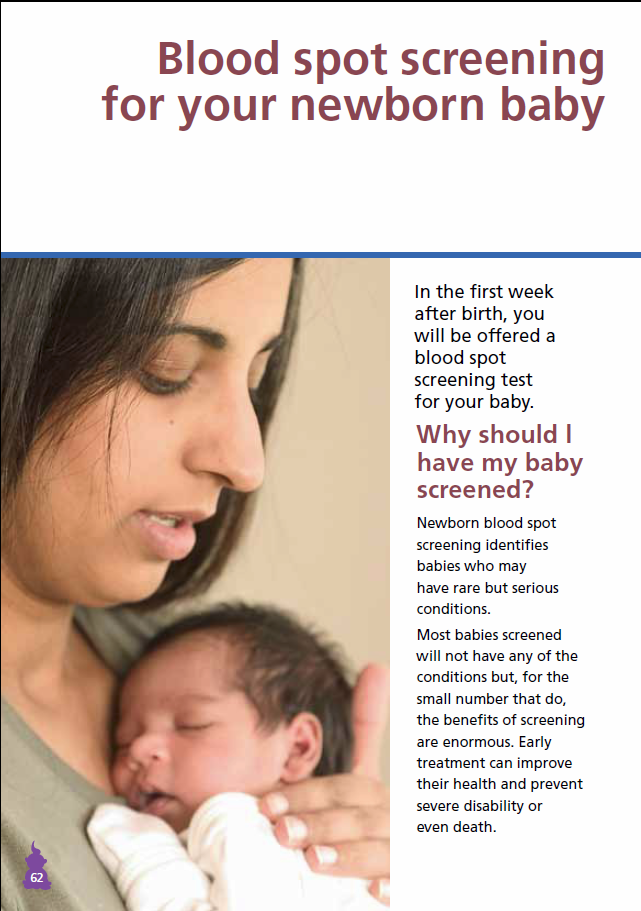 Blood spot screening
for your newborn baby
In the first week
after birth, you
will be offered a
blood spot
screening test
for your baby.
Why should I
have my baby
screened?
Newborn blood spot
screening identifies
babies who may
have rare but serious
conditions.
Most babies screened
will not have any of the
conditions but, for the
small number that do,
the benefits of screening
are enormous. Early
treatment can improve
their health and prevent
severe disability or
even death.
62